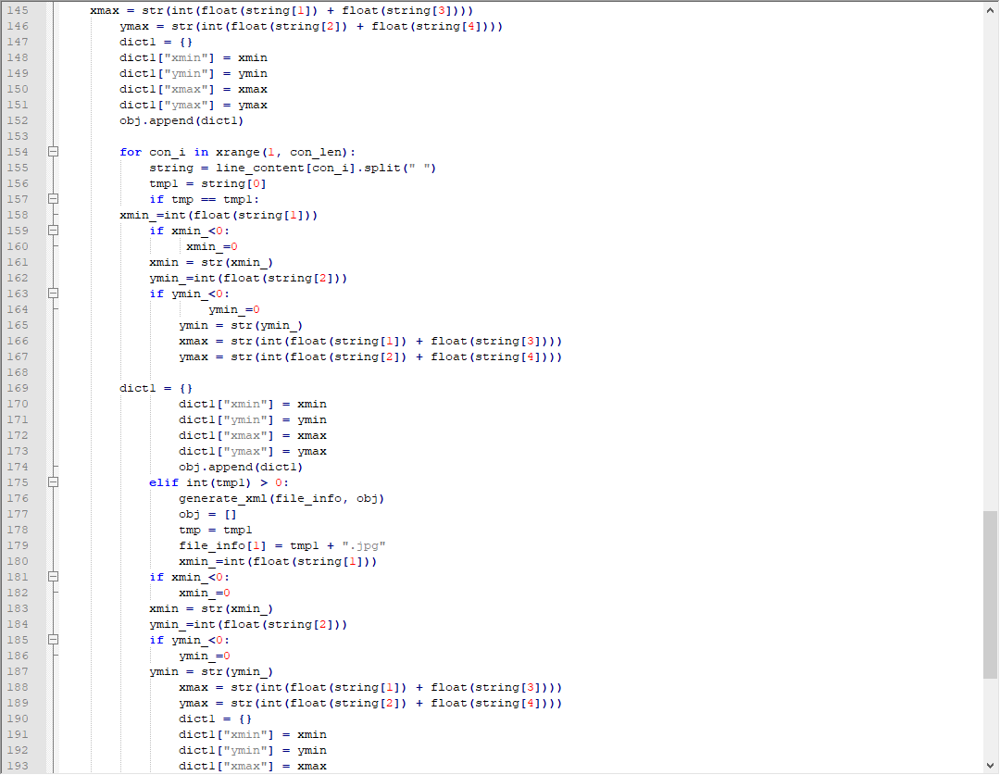 145 xmax = str(int(float(string[1]) + float(string[3])))
146 ymax = str(int(float(string[2]) + float(string[4])))
147 dict1 = {}
148 dict1["xmin"] = xmin
149 dict1["ymin"] = ymin
150 dict1["xmax"] = xmax
151 dict1["ymax"] = ymax
152 obj.append(dict1)
153
154 for con_i in xrange(1, con_len):
155 string = line_content[con_i].split(" ")
156 tmp1 = string[0]
157 if tmp == tmp1:
158 xmin_=int(float(string[1]))
159 if xmin_<0:
160 xmin_=0
161 xmin = str(xmin_)
162 ymin_=int(float(string[2]))
163 if ymin_<0:
164 ymin_=0
165 ymin = str(ymin_)
166 xmax = str(int(float(string[1]) + float(string[3])))
167 ymax = str(int(float(string[2]) + float(string[4])))
168
169 dict1 = {}
170 dict1["xmin"] = xmin
171 dict1["ymin"] = ymin
172 dict1["xmax"] = xmax
173 dict1["ymax"] = ymax
174 obj.append(dict1)
175 elif int(tmp1) > 0:
176 generate_xml(file_info, obj)
177 obj = []
178 tmp = tmp1
179 file_info[1] = tmp1 + ".jpg"
180 xmin_=int(float(string[1]))
181 if xmin_<0:
182 xmin_=0
183 xmin = str(xmin_)
184 ymin_=int(float(string[2]))
185 if ymin_<0:
186 ymin_=0
187 ymin = str(ymin_)
188 xmax = str(int(float(string[1]) + float(string[3])))
189 ymax = str(int(float(string[2]) + float(string[4])))
190 dict1 = {}
191 dict1["xmin"] = xmin
192 dict1["ymin"] = ymin
193 dict1["xmax"] = xmax